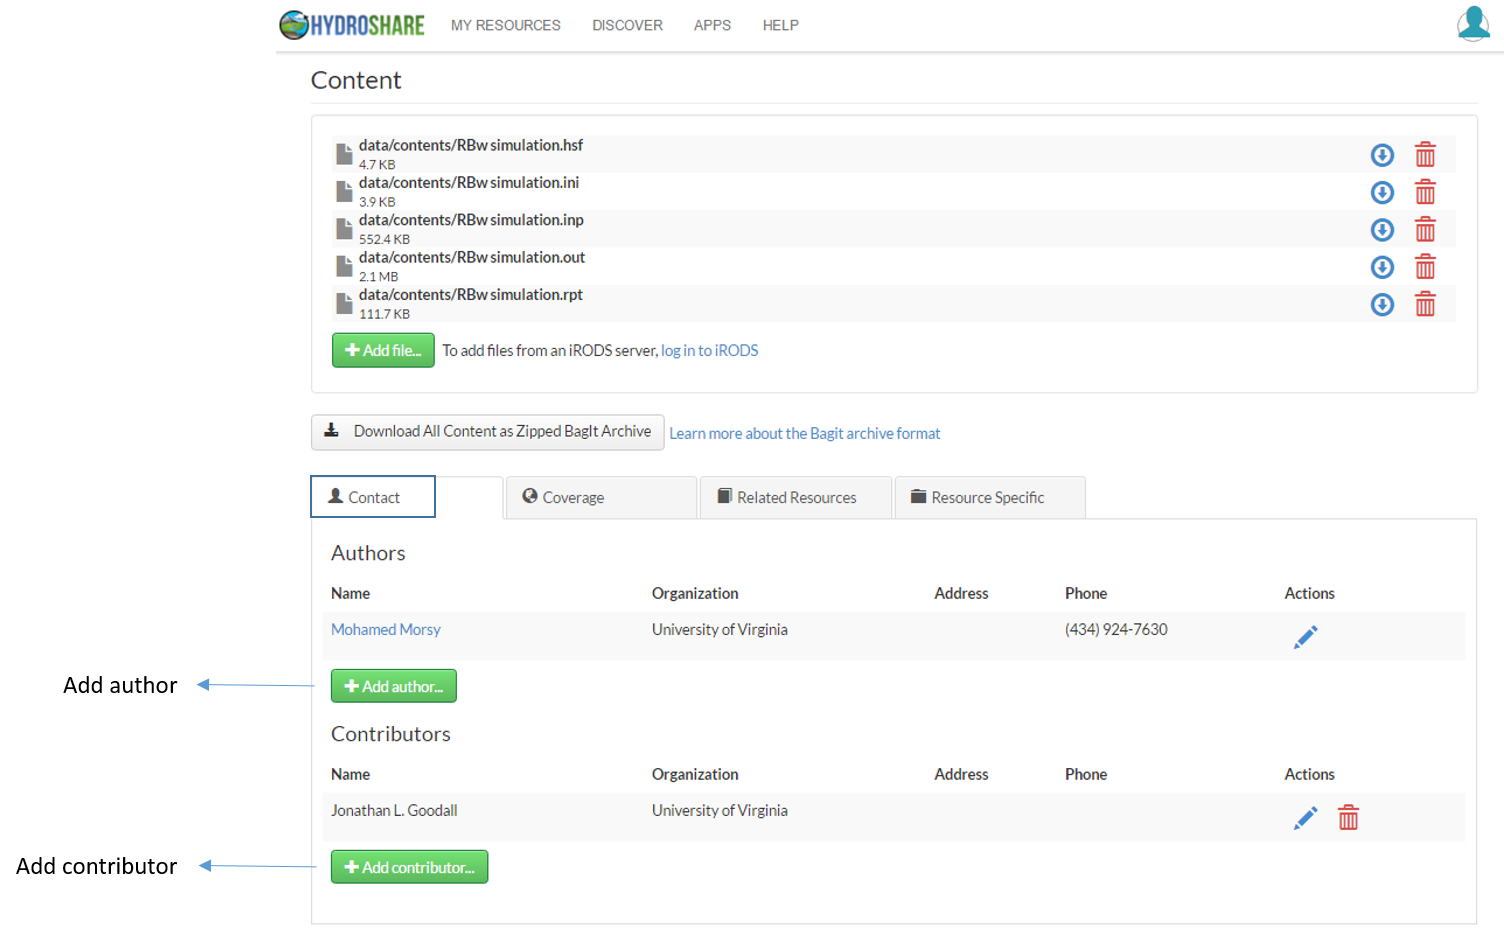 HYDROSHARE MY RESOURCES DISCOVER APPS HELP
Content
data/contents/RBw simulation.hsf
4.7 KB
data/contents/RBw simulation.ini
3.9 KB
data/contents/RBw simulation.inp
552.4 KB
data/contents/RBw simulation.out
2.1 MB
data/contents/RBw simulation.rpt
111.7 KB
Add file... To add files from an iRODS server, log in to iRODS
Download All Content as Zipped BagIt Archive Learn more about the Bagit archive format
Contact Coverage Related Resources Resource Specific
Authors
Name Organization Address Phone Actions
Mohamed Morsy University of Virginia (434) 924-7630
Add author Add author...
Contributors
Name Organization Address Phone Actions
Jonathan L. Goodall University of Virginia
Add contributor Add contributor...